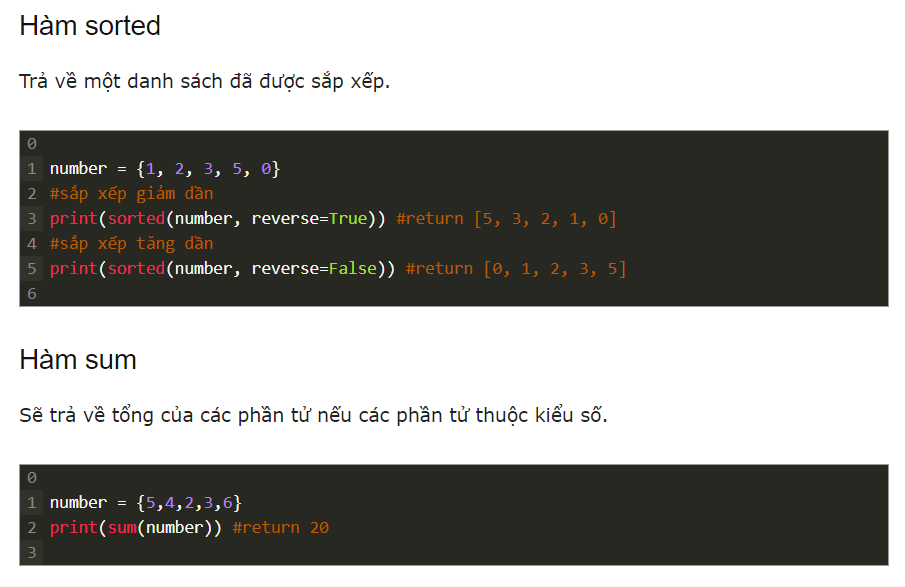 Hàm sorted
Trả về một danh sách đã được sắp xếp.
0
1 number = {1, 2, 3, 5, 0}
2 #sắp xếp giảm dần
3 print(sorted(number, reverse=True)) #return [5, 3, 2, 1, 0]
4 #sắp xếp tăng dần
5 print(sorted(number, reverse=False)) #return [0, 1, 2, 3, 5]
6
Hàm sum
Sẽ trả về tổng của các phần tử nếu các phần tử thuộc kiểu số.
0
1 number = {5,4,2,3,6}
2 print(sum(number)) #return 20
3